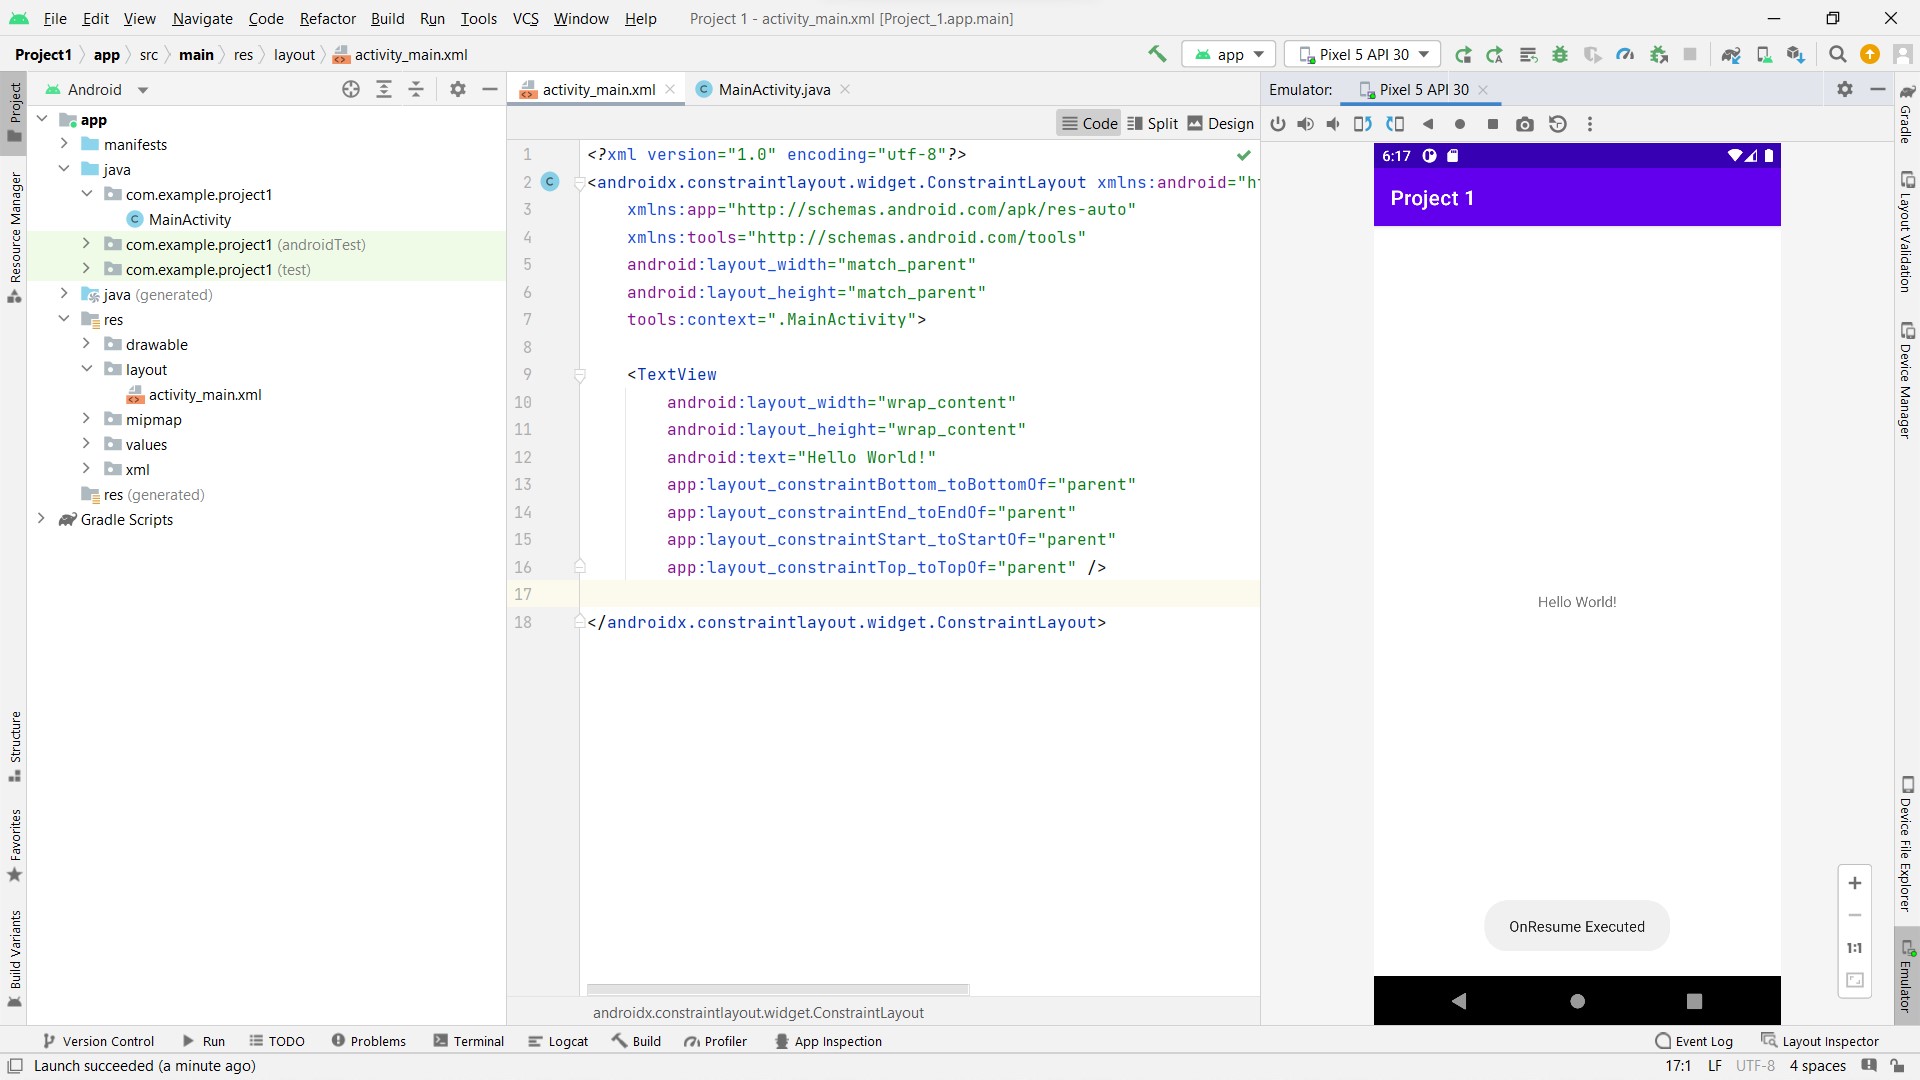 File Edit View Navigate Code Refactor Build Run Tools VCS Window Help Project 1 - activity_main.xml [Project_1.app.main]
Project1 app src main res layout activity_main.xml app Pixel 5 API 30
Android
activity_main.xml MainActivity.java
Emulator: Pixel 5 API 30
Code Split Design
Project
Resource Manager
Structure
Favorites
Build Variants
app
manifests
java
com.example.project1
MainActivity
com.example.project1 (androidTest)
com.example.project1 (test)
java (generated)
res
drawable
layout
activity_main.xml
mipmap
values
xml
res (generated)
Gradle Scripts
1 <?xml version="1.0" encoding="utf-8"?>
2 <androidx.constraintlayout.widget.ConstraintLayout xmlns:android="ht
3 xmlns:app="http://schemas.android.com/apk/res-auto"
4 xmlns:tools="http://schemas.android.com/tools"
5 android:layout_width="match_parent"
6 android:layout_height="match_parent"
7 tools:context=".MainActivity">
8
9 <TextView
10 android:layout_width="wrap_content"
11 android:layout_height="wrap_content"
12 android:text="Hello World!"
13 app:layout_constraintBottom_toBottomOf="parent"
14 app:layout_constraintEnd_toEndOf="parent"
15 app:layout_constraintStart_toStartOf="parent"
16 app:layout_constraintTop_toTopOf="parent" />
17
18 </androidx.constraintlayout.widget.ConstraintLayout>
androidx.constraintlayout.widget.ConstraintLayout
6:17
Project 1
Hello World!
OnResume Executed
1:1
Gradle
Layout Validation
Device Manager
Device File Explorer
Emulator
Version Control Run TODO Problems Terminal Logcat Build Profiler App Inspection Event Log Layout Inspector
Launch succeeded (a minute ago) 17:1 LF UTF-8 4 spaces